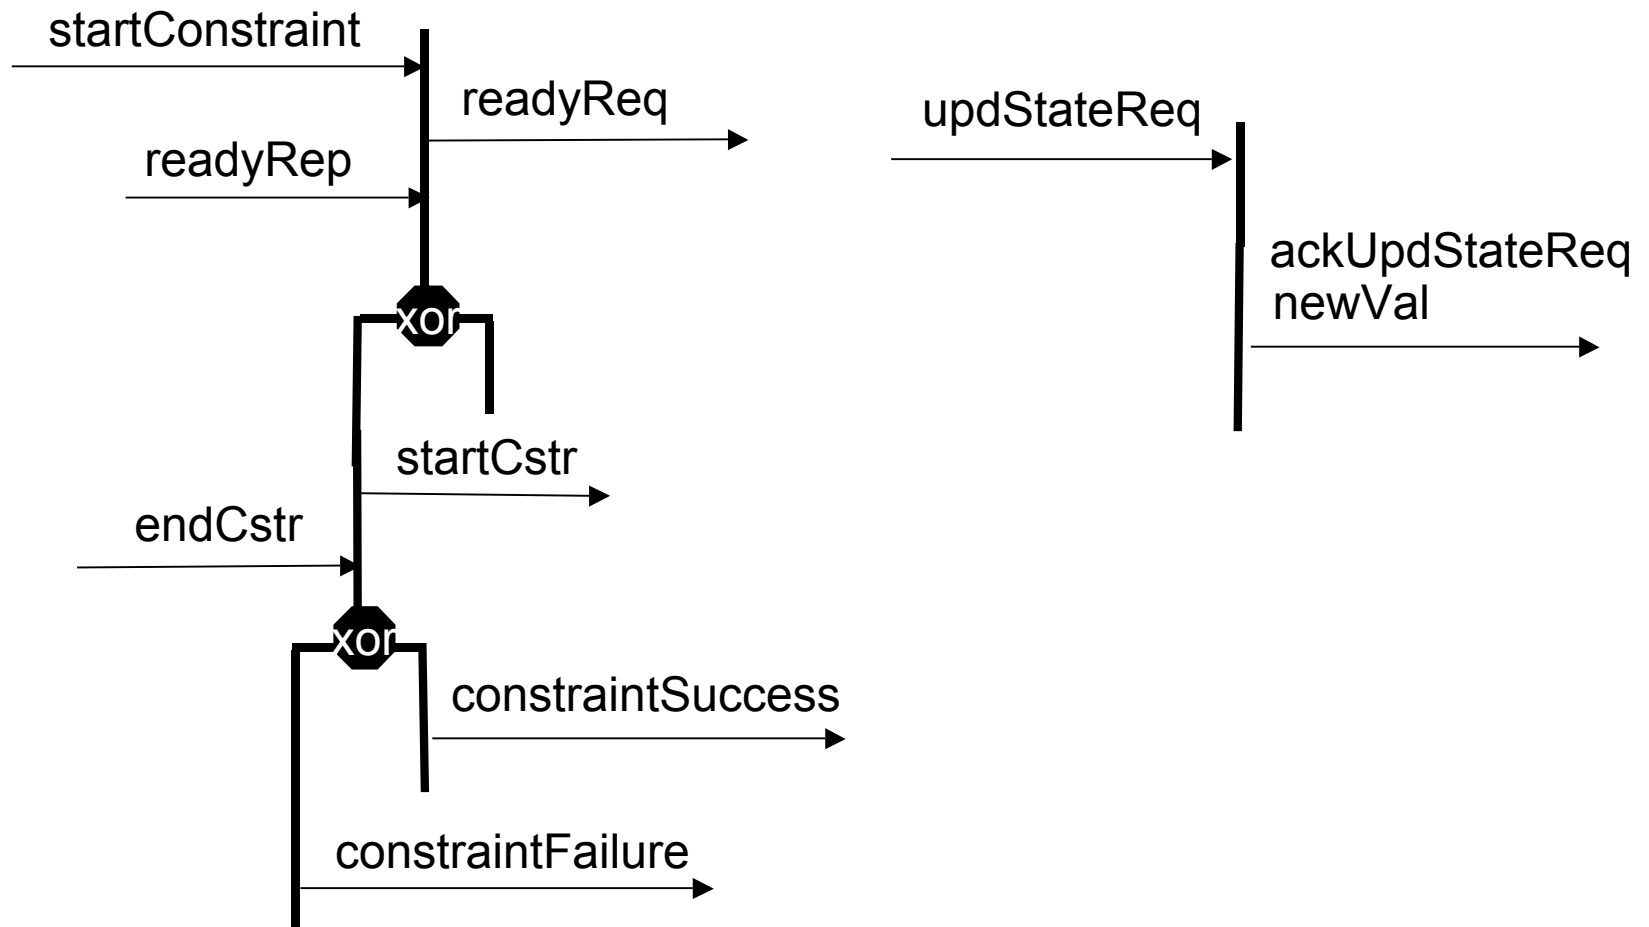 startConstraint
readyReq
readyRep
xor
startCstr
endCstr
xor
constraintSuccess
constraintFailure
updStateReq
ackUpdStateReq
newVal